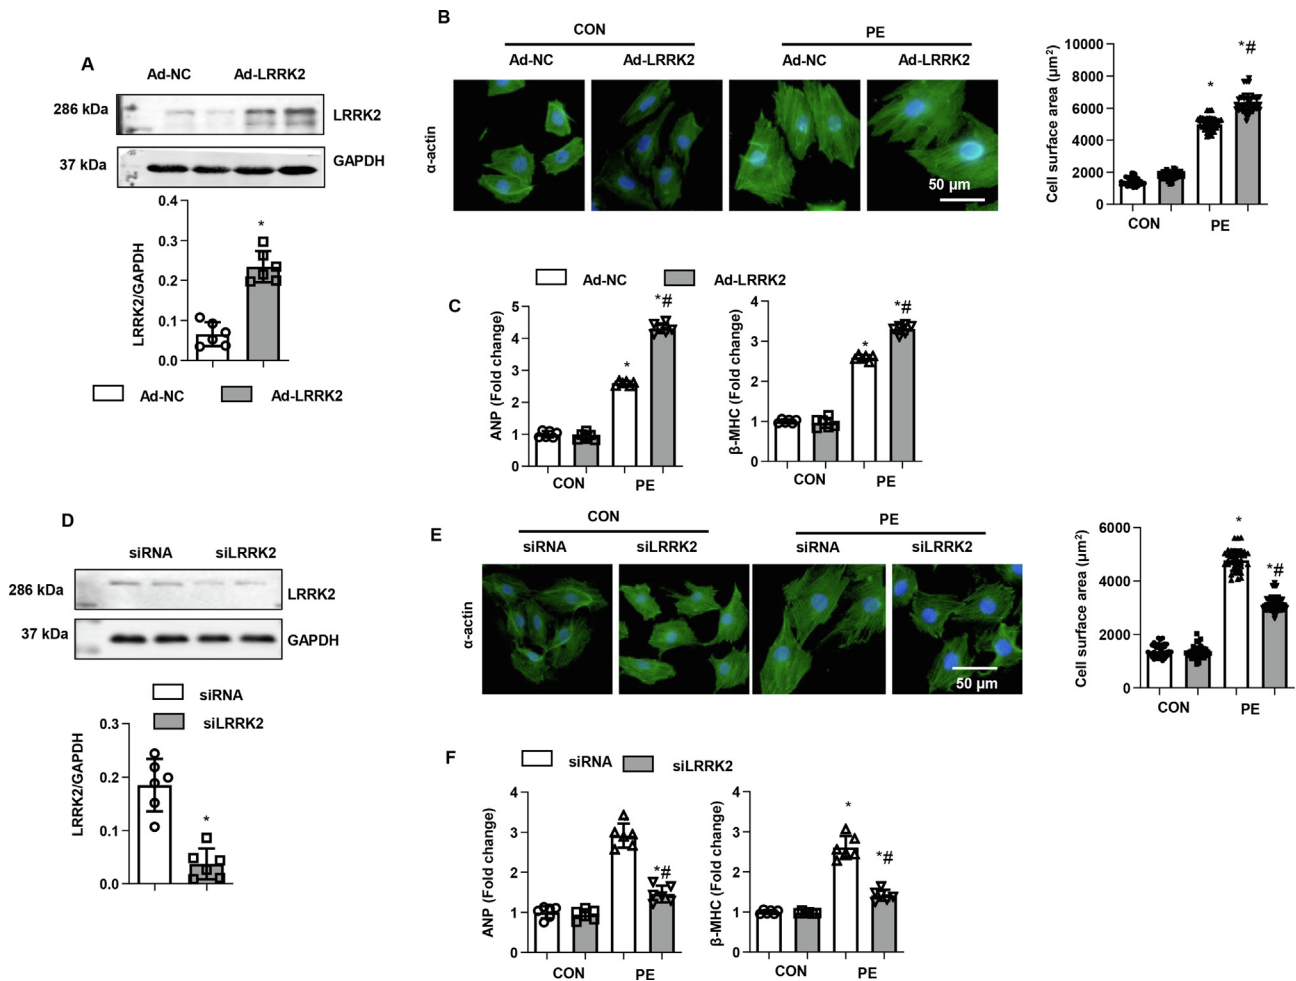 A
Ad-NC Ad-LRRK2
286 kDa
LRRK2
37 kDa
GAPDH
LRRK2/GAPDH
0.4
0.3
0.2
0.1
0.0
*
Ad-NC Ad-LRRK2
B
CON PE
Ad-NC Ad-LRRK2 Ad-NC Ad-LRRK2
α-actin
50 μm
Cell surface area (μm²)
10000
8000
6000
4000
2000
0
*
*#
CON PE
Ad-NC Ad-LRRK2
C
ANP (Fold change)
5
4
3
2
1
0
*
*#
CON PE
β-MHC (Fold change)
4
3
2
1
0
*
*#
CON PE
D
siRNA siLRRK2
286 kDa
LRRK2
37 kDa
GAPDH
siRNA
siLRRK2
LRRK2/GAPDH
0.3
0.2
0.1
0.0
*
E
CON PE
siRNA siLRRK2 siRNA siLRRK2
α-actin
50 μm
Cell surface area (μm²)
6000
4000
2000
0
*
*#
CON PE
F
siRNA siLRRK2
ANP (Fold change)
4
3
2
1
0
*#
CON PE
β-MHC (Fold change)
4
3
2
1
0
*
*#
CON PE